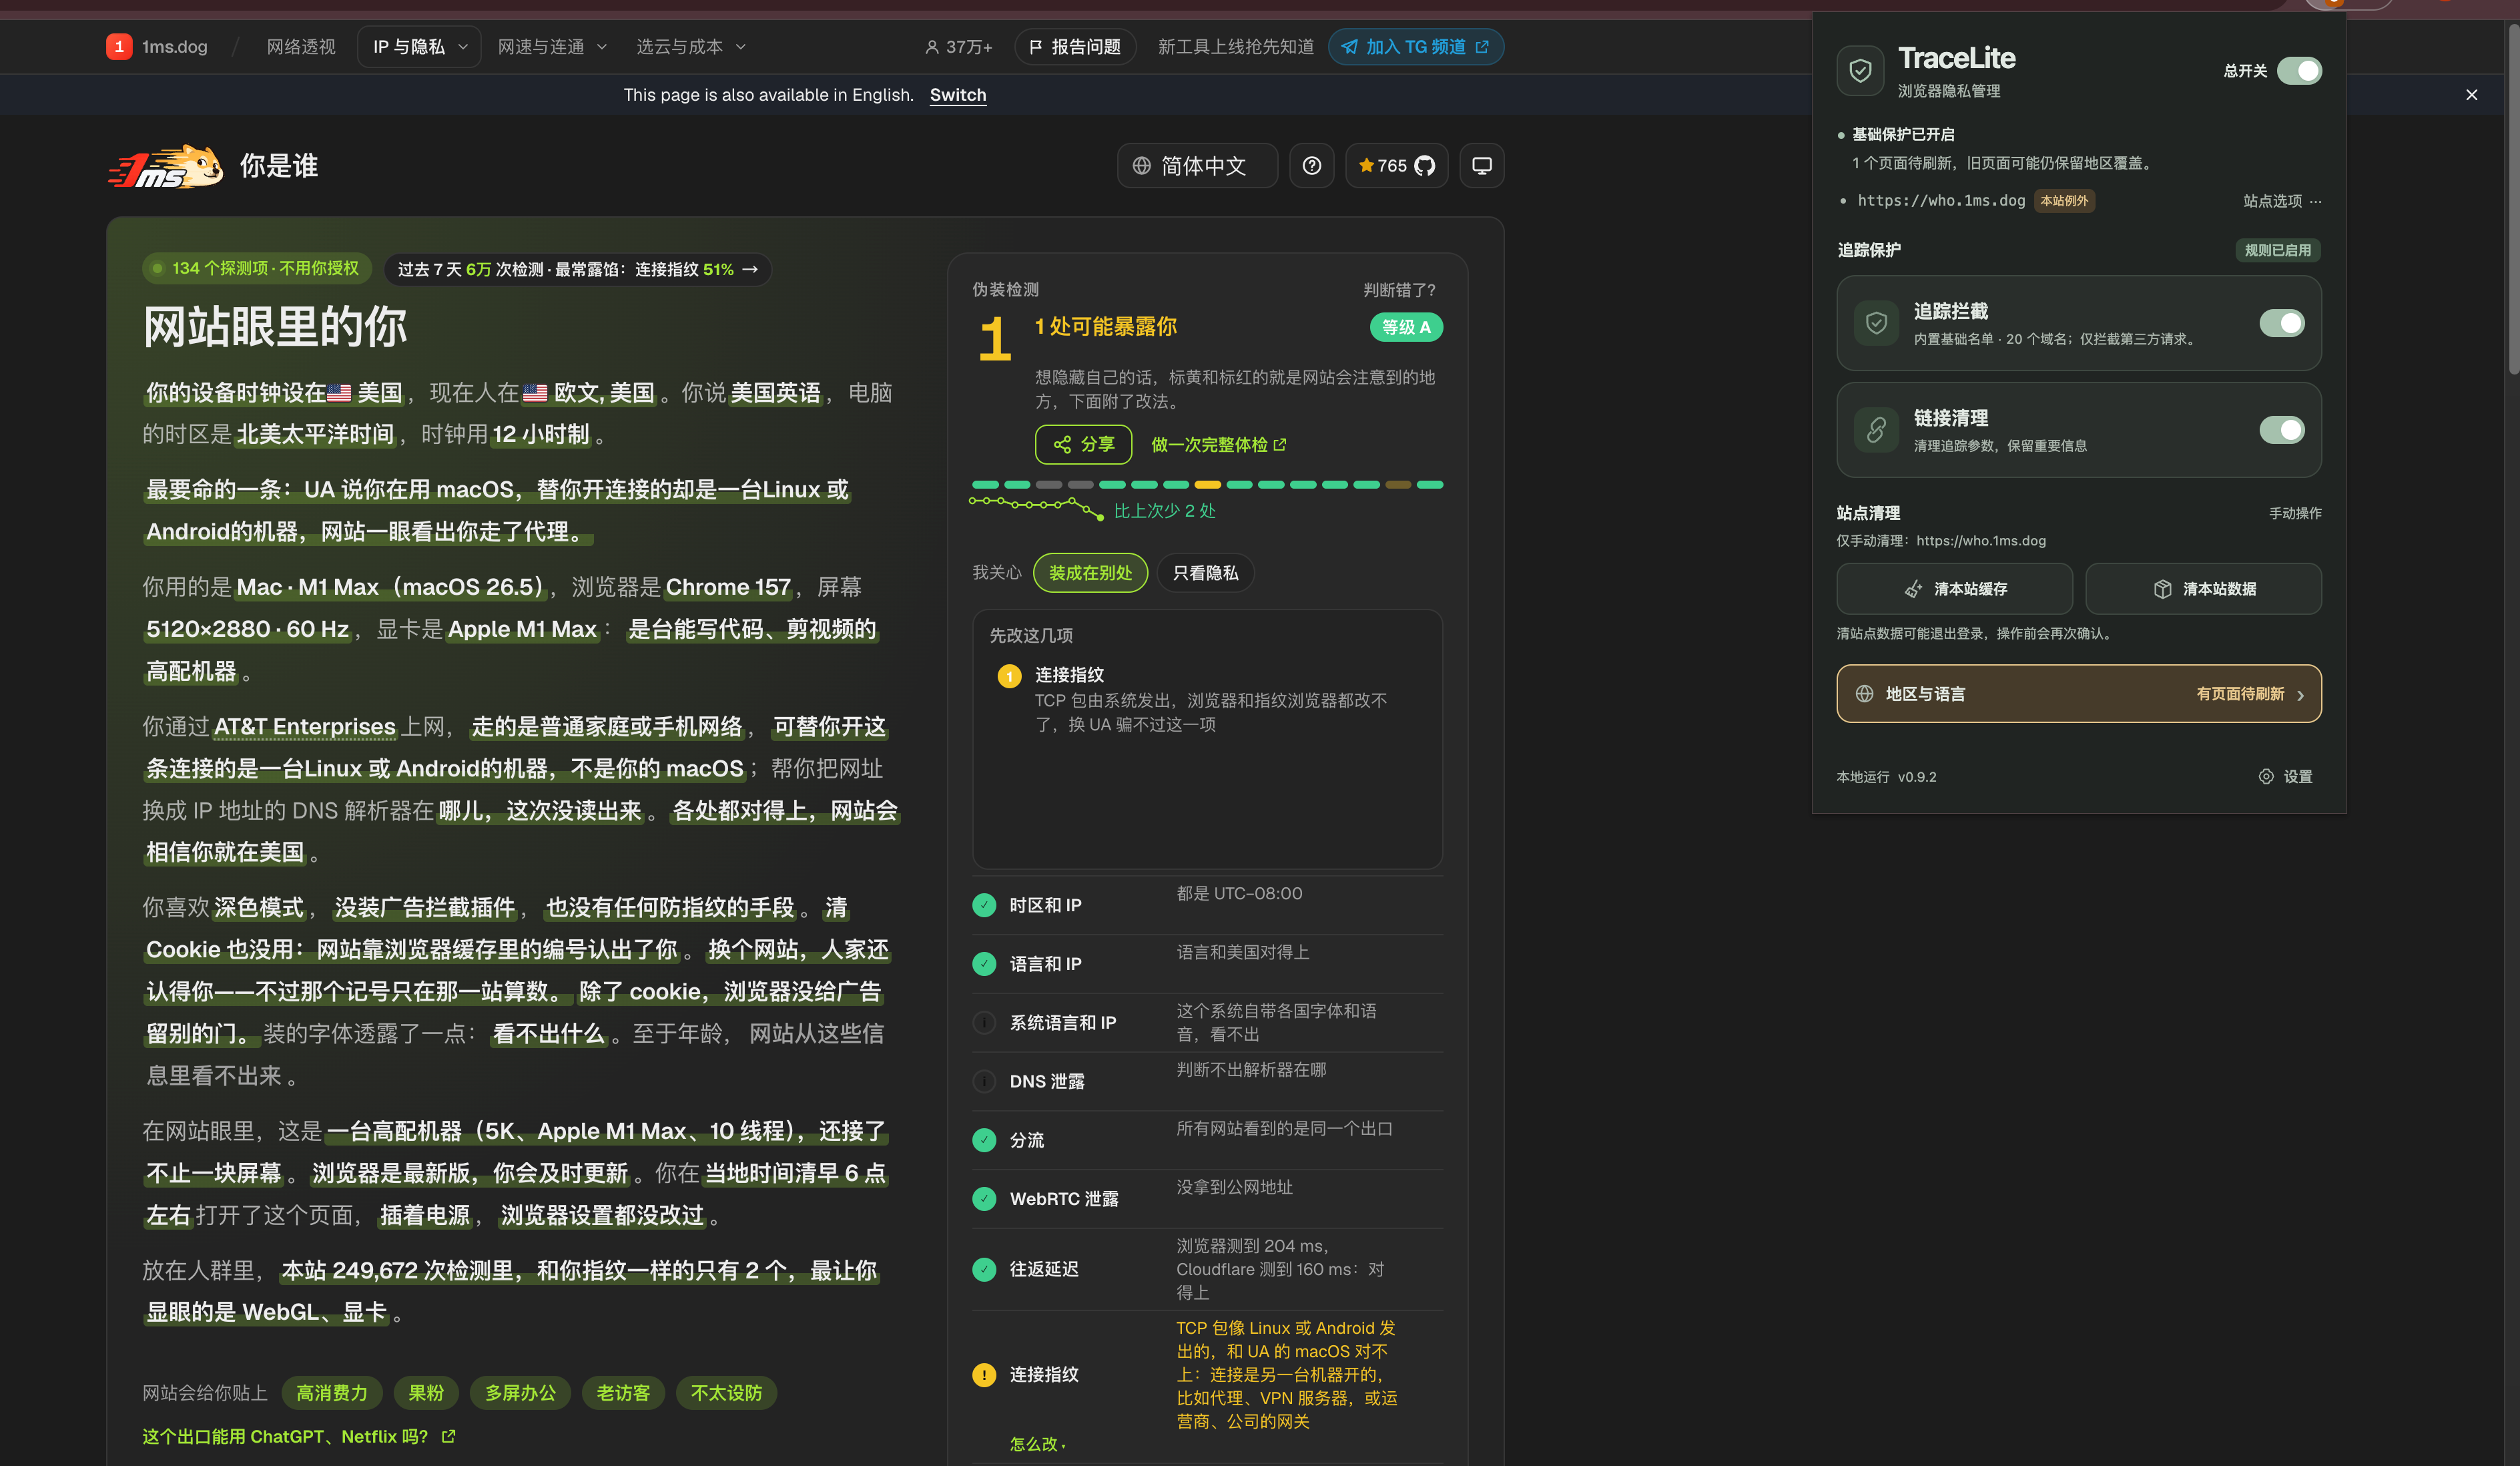 1 1ms.dog / 网络透视 IP 与隐私 网速与连通 选云与成本 37万+ 报告问题 新工具上线抢先知道 加入 TG 频道
This page is also available in English. Switch
1ms 你是谁 简体中文 765
134 个探测项 · 不用你授权 过去 7 天 6万 次检测 · 最常露馅：连接指纹 51% →
网站眼里的你
你的设备时钟设在🇺🇸 美国，现在人在🇺🇸 欧文, 美国。你说 美国英语，电脑
的时区是 北美太平洋时间，时钟用 12 小时制。
最要命的一条：UA 说你在用 macOS，替你开连接的却是一台Linux 或
Android的机器，网站一眼看出你走了代理。
你用的是 Mac · M1 Max（macOS 26.5），浏览器是 Chrome 157，屏幕
5120×2880 · 60 Hz，显卡是 Apple M1 Max：是台能写代码、剪视频的
高配机器。
你通过 AT&T Enterprises 上网，走的是普通家庭或手机网络，可替你开这
条连接的是一台Linux 或 Android的机器，不是你的 macOS；帮你把网址
换成 IP 地址的 DNS 解析器在 哪儿，这次没读出来。各处都对得上，网站会
相信你就在美国。
你喜欢 深色模式，没装广告拦截插件，也没有任何防指纹的手段。清
Cookie 也没用：网站靠浏览器缓存里的编号认出了你。换个网站，人家还
认得你——不过那个记号只在那一站算数。除了 cookie，浏览器没给广告
留别的门。装的字体透露了一点：看不出什么。至于年龄，网站从这些信
息里看不出来。
在网站眼里，这是 一台高配机器（5K、Apple M1 Max、10 线程），还接了
不止一块屏幕。浏览器是最新版，你会及时更新。你在 当地时间清早 6 点
左右 打开了这个页面，插着电源，浏览器设置都没改过。
放在人群里，本站 249,672 次检测里，和你指纹一样的只有 2 个，最让你
显眼的是 WebGL、显卡。
网站会给你贴上 高消费力 果粉 多屏办公 老访客 不太设防
这个出口能用 ChatGPT、Netflix 吗？
伪装检测 判断错了？
1 1 处可能暴露你 等级 A
想隐藏自己的话，标黄和标红的就是网站会注意到的地
方，下面附了改法。
分享 做一次完整体检
比上次少 2 处
我关心 装成在别处 只看隐私
先改这几项
1 连接指纹
TCP 包由系统发出，浏览器和指纹浏览器都改不
了，换 UA 骗不过这一项
时区和 IP 都是 UTC−08:00
语言和 IP 语言和美国对得上
系统语言和 IP 这个系统自带各国字体和语
音，看不出
DNS 泄露 判断不出解析器在哪
分流 所有网站看到的是同一个出口
WebRTC 泄露 没拿到公网地址
往返延迟 浏览器测到 204 ms，
Cloudflare 测到 160 ms：对
得上
连接指纹 TCP 包像 Linux 或 Android 发
出的，和 UA 的 macOS 对不
上：连接是另一台机器开的，
比如代理、VPN 服务器，或运
营商、公司的网关
怎么改
TraceLite
浏览器隐私管理
总开关
基础保护已开启
1 个页面待刷新，旧页面可能仍保留地区覆盖。
https://who.1ms.dog 本站例外 站点选项 ···
追踪保护 规则已启用
追踪拦截
内置基础名单 · 20 个域名；仅拦截第三方请求。
链接清理
清理追踪参数，保留重要信息
站点清理 手动操作
仅手动清理：https://who.1ms.dog
清本站缓存 清本站数据
清站点数据可能退出登录，操作前会再次确认。
地区与语言 有页面待刷新 ›
本地运行 v0.9.2 设置